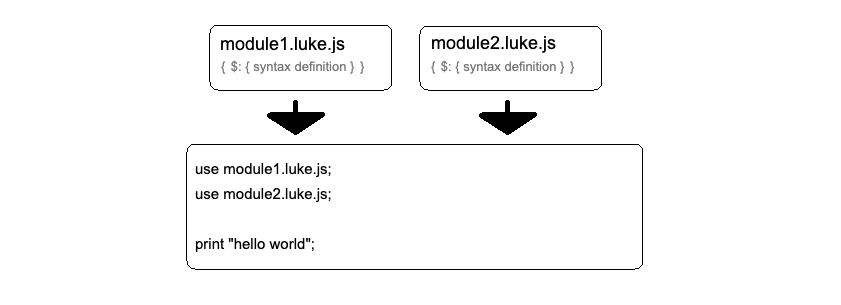 module1.luke.js
{ $: { syntax definition } }
module2.luke.js
{ $: { syntax definition } }
use module1.luke.js;
use module2.luke.js;
print "hello world";